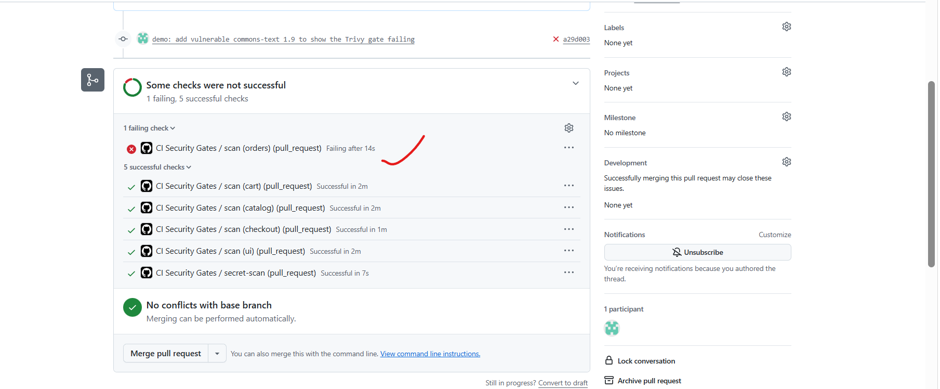 demo: add vulnerable commons-text 1.9 to show the Trivy gate failing
a29d003
Some checks were not successful
1 failing, 5 successful checks
1 failing check
CI Security Gates / scan (orders) (pull_request) Failing after 14s
5 successful checks
CI Security Gates / scan (cart) (pull_request) Successful in 2m
CI Security Gates / scan (catalog) (pull_request) Successful in 2m
CI Security Gates / scan (checkout) (pull_request) Successful in 1m
CI Security Gates / scan (ui) (pull_request) Successful in 2m
CI Security Gates / secret-scan (pull_request) Successful in 7s
No conflicts with base branch
Merging can be performed automatically.
Merge pull request
You can also merge this with the command line. View command line instructions.
Still in progress? Convert to draft
Labels
None yet
Projects
None yet
Milestone
No milestone
Development
Successfully merging this pull request may close these
issues.
None yet
Notifications
Customize
Unsubscribe
You're receiving notifications because you authored the
thread.
1 participant
Lock conversation
Archive pull request